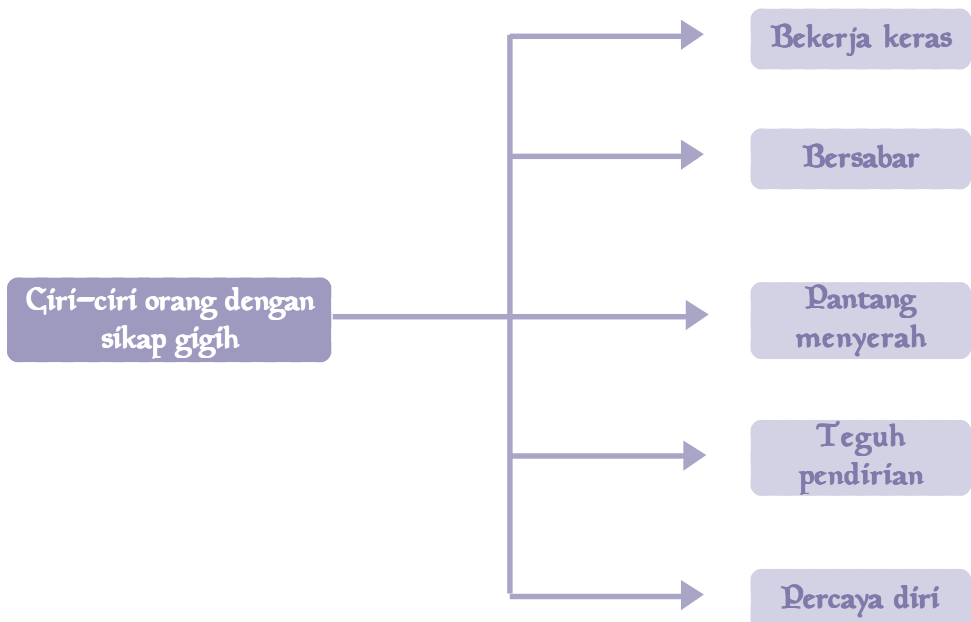 Ciri-ciri orang dengan
sikap gigih
Bekerja keras
Bersabar
Pantang
menyerah
Teguh
pendirian
Percaya diri